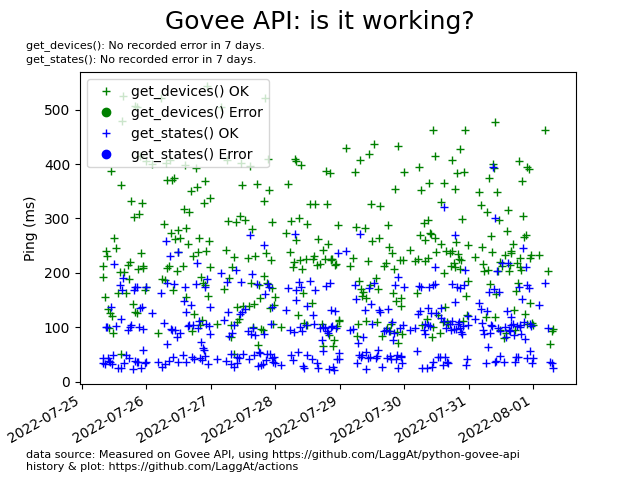 Govee API: is it working?
get_devices(): No recorded error in 7 days.
get_states(): No recorded error in 7 days.
get_devices() OK
get_devices() Error
get_states() OK
get_states() Error
Ping (ms)
500
400
300
200
100
0
2022-07-25
2022-07-26
2022-07-27
2022-07-28
2022-07-29
2022-07-30
2022-07-31
2022-08-01
data source: Measured on Govee API, using https://github.com/LaggAt/python-govee-api
history & plot: https://github.com/LaggAt/actions